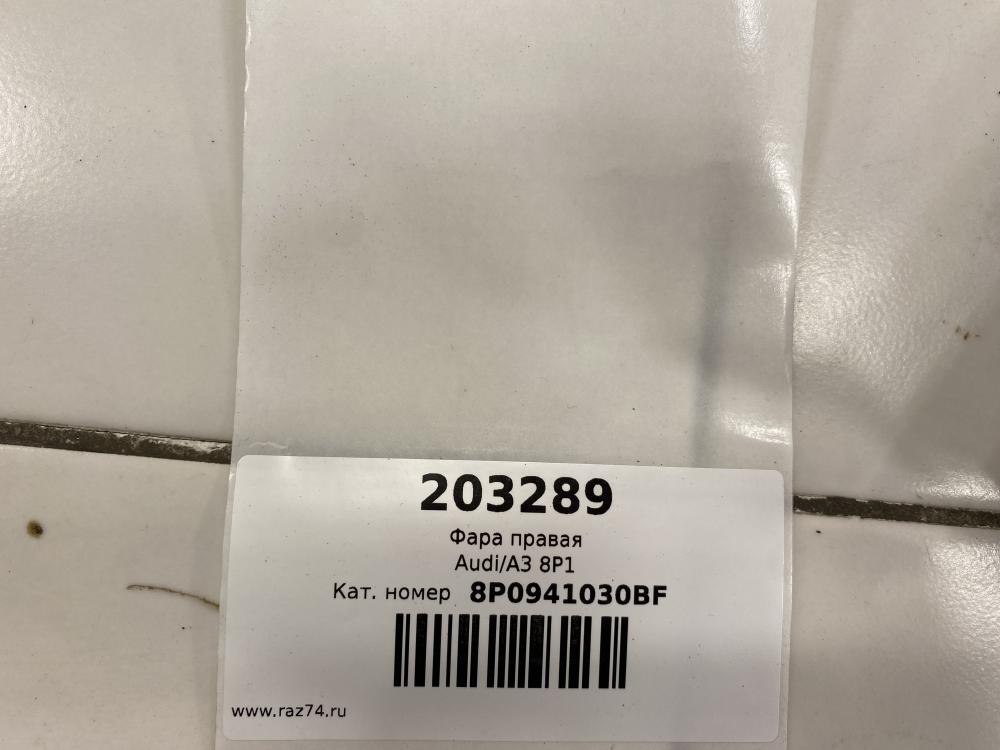 203289
Фара правая
Audi/A3 8P1
Кат. номер 8P0941030BF
www.raz74.ru